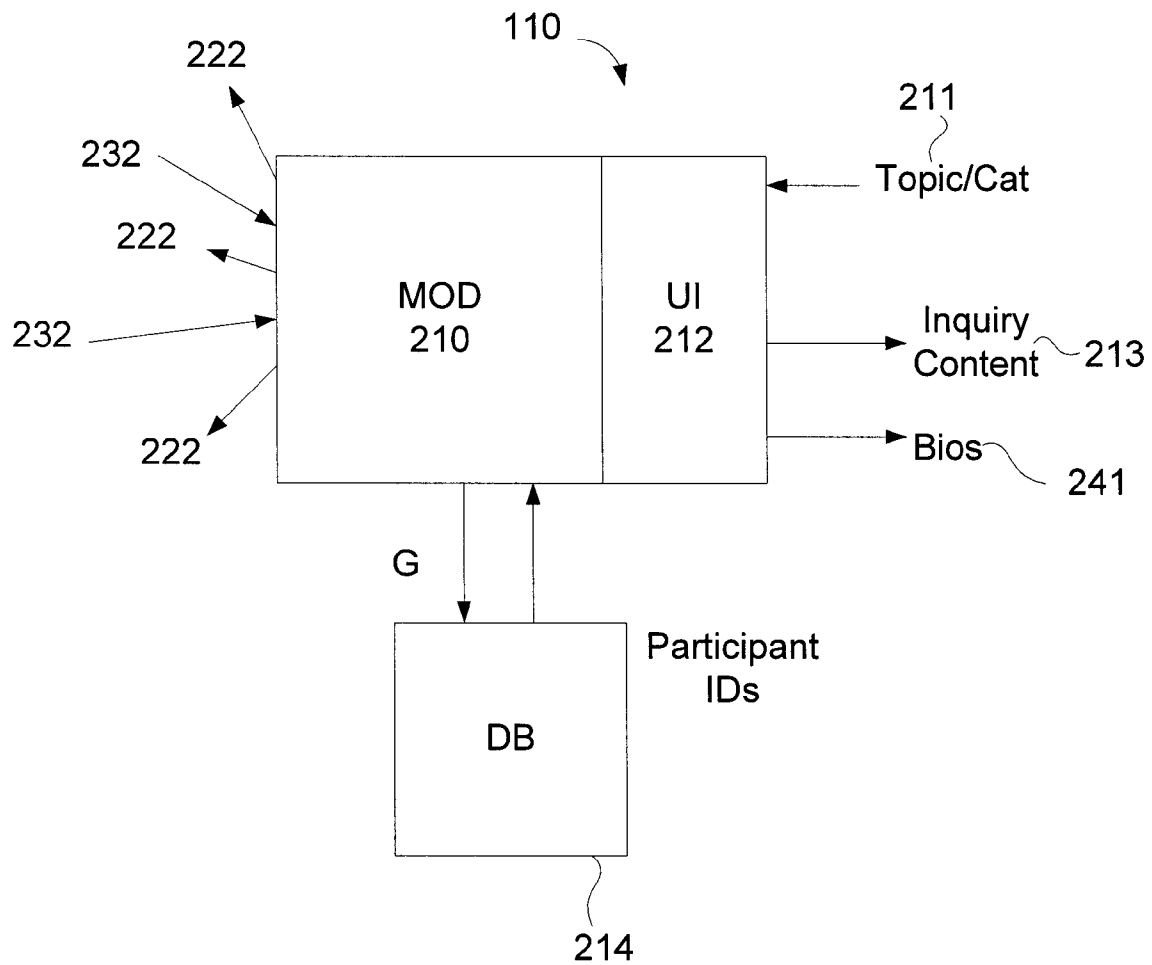 110
222
211
232
Topic/Cat
222
MOD
210
UI
212
232
Inquiry
Content
213
222
Bios
241
G
Participant
IDs
DB
214